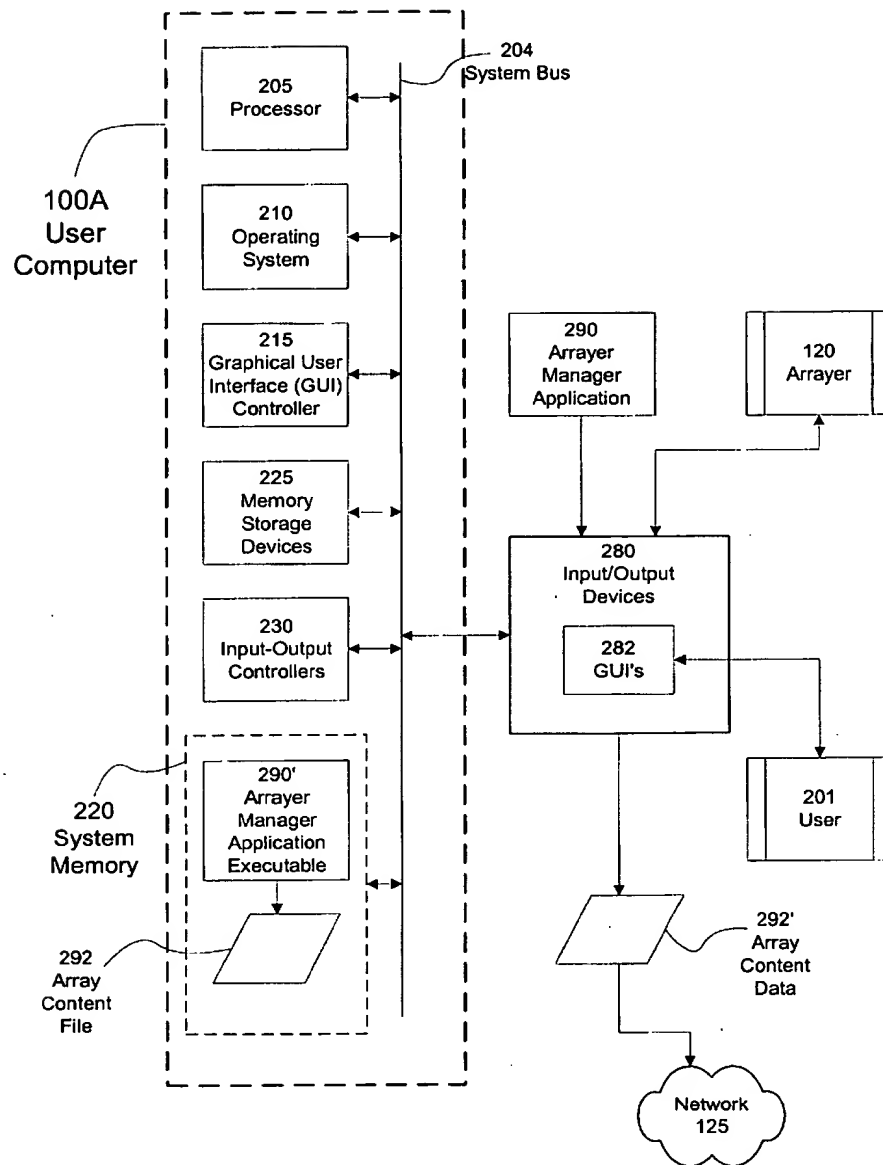 204
System Bus
205
Processor
100A
User
Computer
210
Operating
System
215
Graphical User
Interface (GUI)
Controller
290
Arrayer
Manager
Application
120
Arrayer
225
Memory
Storage
Devices
280
Input/Output
Devices
230
Input-Output
Controllers
282
GUI's
220
System
Memory
290'
Arrayer
Manager
Application
Executable
201
User
292
Array
Content
File
292'
Array
Content
Data
Network
125